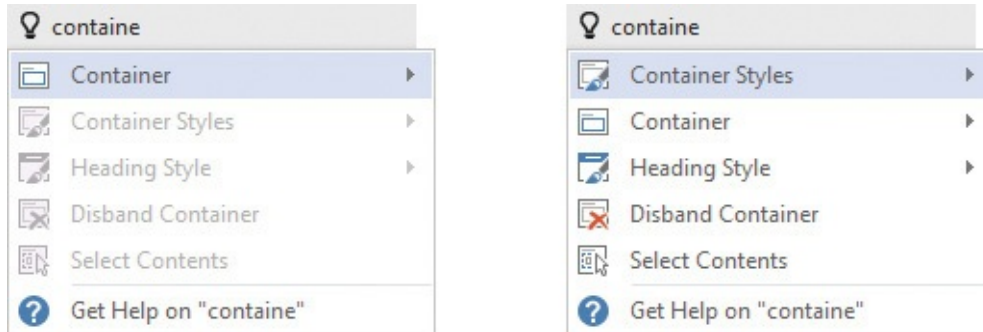 containe
Container
Container Styles
Heading Style
Disband Container
Select Contents
Get Help on "containe"
containe
Container Styles
Container
Heading Style
Disband Container
Select Contents
Get Help on "containe"